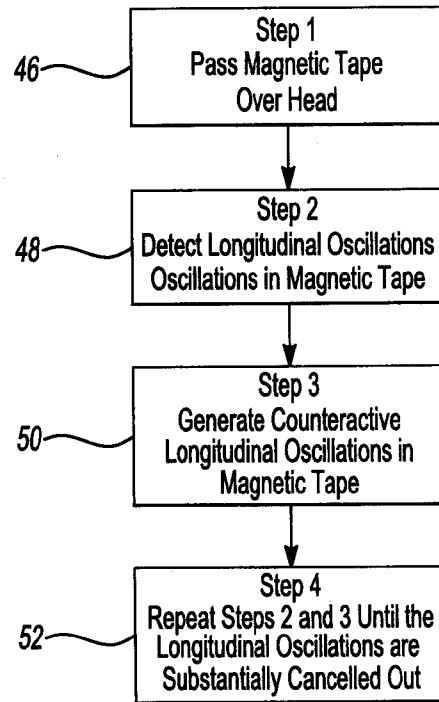 46
Step 1
Pass Magnetic Tape
Over Head
48
Step 2
Detect Longitudinal Oscillations
Oscillations in Magnetic Tape
50
Step 3
Generate Counteractive
Longitudinal Oscillations in
Magnetic Tape
52
Step 4
Repeat Steps 2 and 3 Until the
Longitudinal Oscillations are
Substantially Cancelled Out